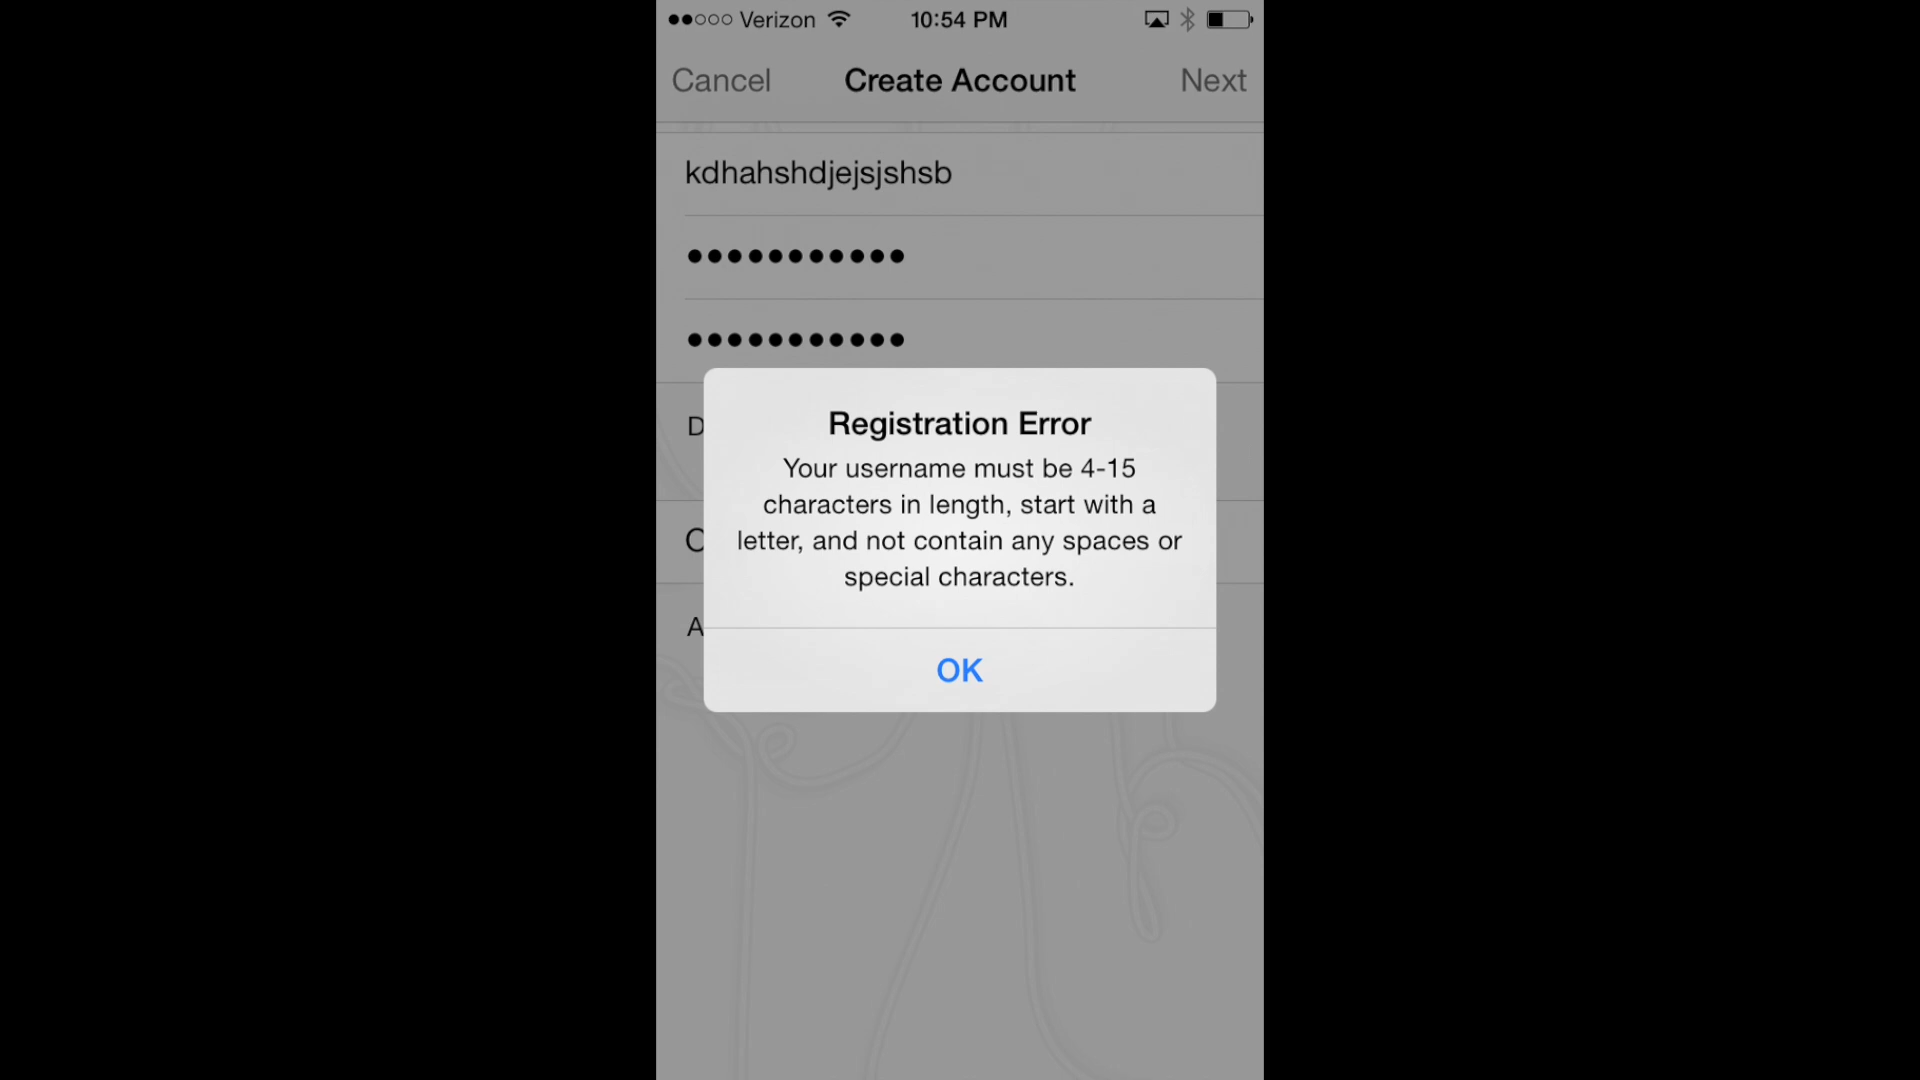 Verizon 10:54 PM
Cancel Create Account Next
kdhahshdjejsjshsb
●●●●●●●●●●●
●●●●●●●●●●●
D
Registration Error
Your username must be 4-15
characters in length, start with a
letter, and not contain any spaces or
special characters.
C
A
OK